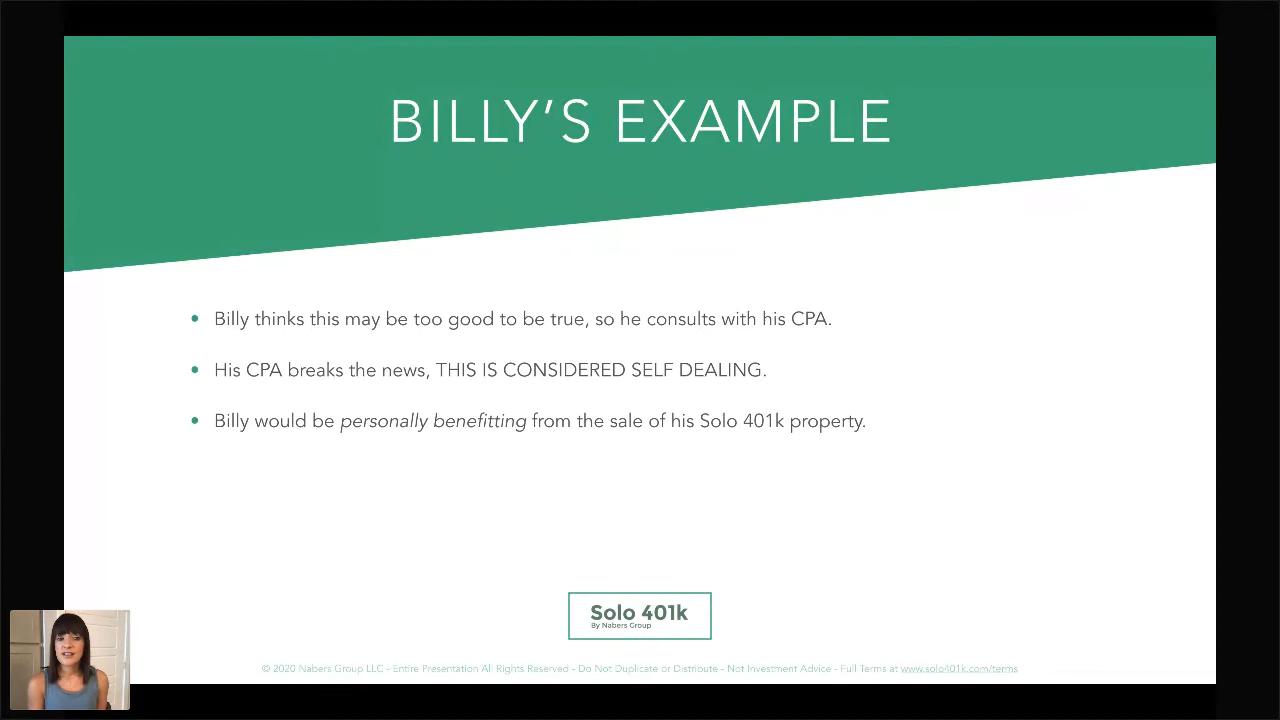 BILLY'S EXAMPLE
• Billy thinks this may be too good to be true, so he consults with his CPA.
• His CPA breaks the news, THIS IS CONSIDERED SELF DEALING.
• Billy would be personally benefitting from the sale of his Solo 401k property.
Solo 401k
By Nabers Group
© 2020 Nabers Group LLC - Entire Presentation All Rights Reserved - Do Not Duplicate or Distribute - Not Investment Advice - Full Terms at www.solo401k.com/terms